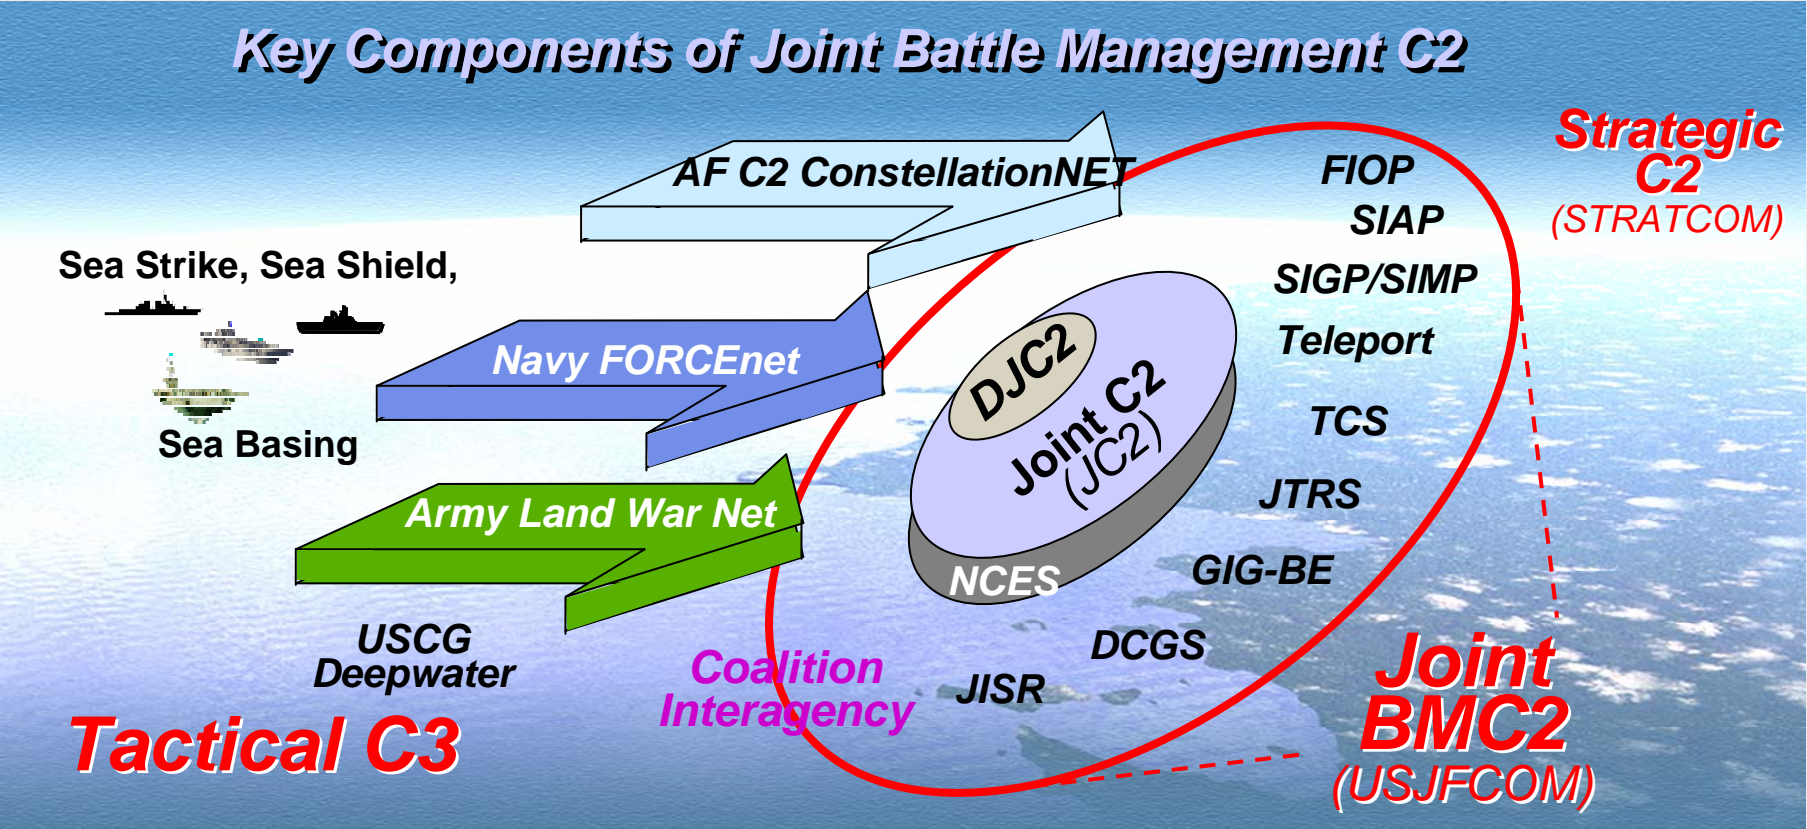 Key Components of Joint Battle Management C2
Strategic
C2
(STRATCOM)
AF C2 ConstellationNET
FIOP
SIAP
Sea Strike, Sea Shield,
SIGP/SIMP
Navy FORCEnet
Teleport
DJC2
Joint C2
(JC2)
TCS
Sea Basing
JTRS
Army Land War Net
GIG-BE
NCES
USCG
Deepwater
DCGS
Coalition
Interagency
JISR
Tactical C3
Joint
BMC2
(USJFCOM)